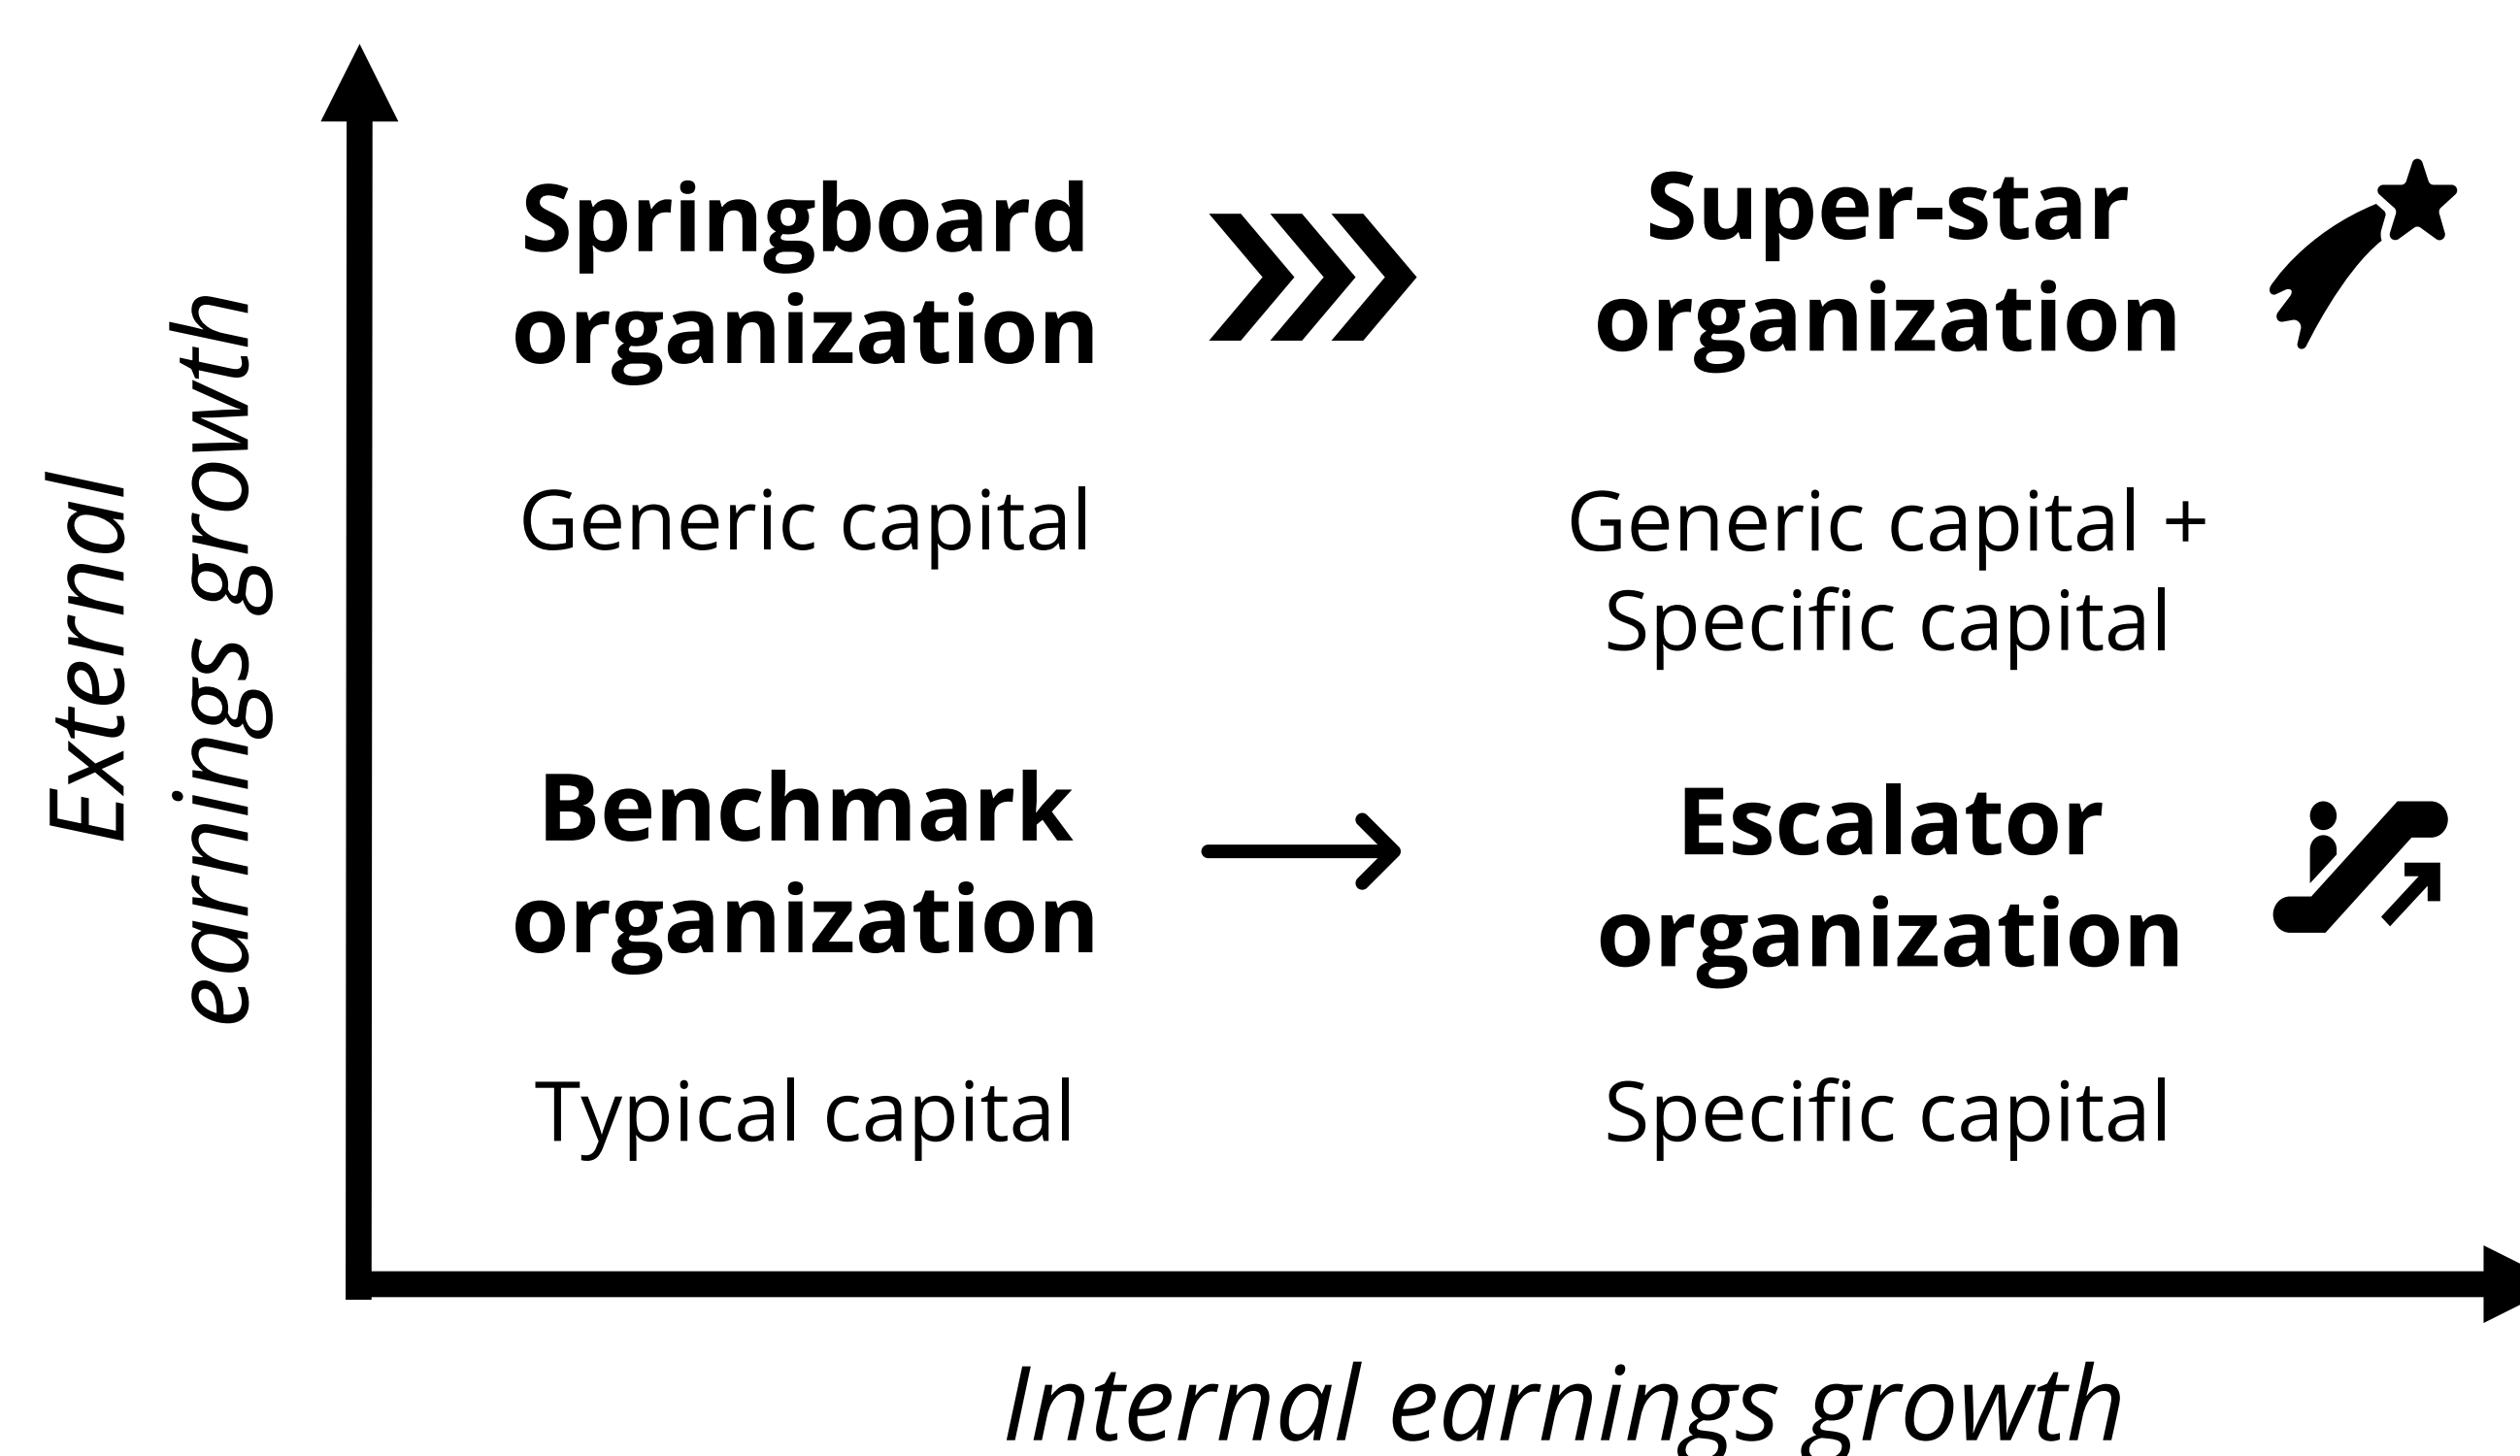 External
earnings growth
Springboard
organization
Generic capital
Super-star
organization
Generic capital +
Specific capital
Benchmark
organization
Typical capital
Escalator
organization
Specific capital
Internal earnings growth